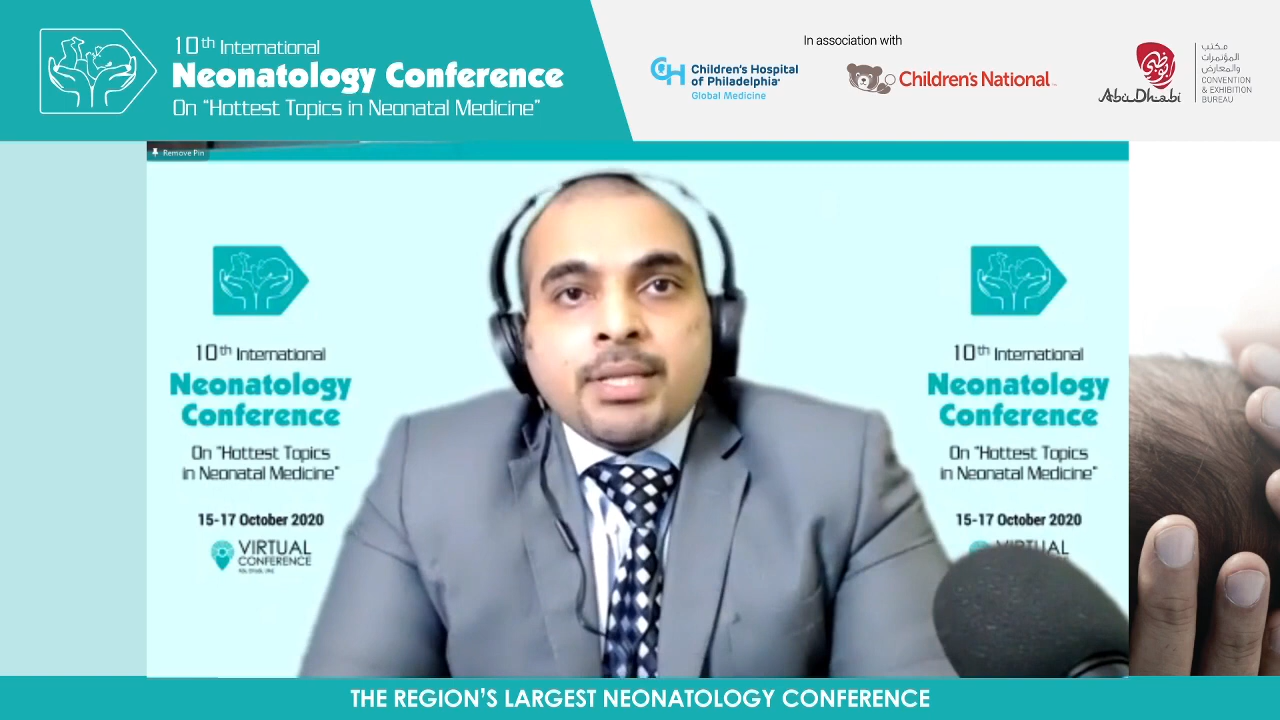 10th International
Neonatology Conference
On "Hottest Topics in Neonatal Medicine"
In association with
CH Children's Hospital
of Philadelphia
Global Medicine
Children's National
Abu Dhabi
أبوظبي
مكتب
المؤتمرات
والمعارض
CONVENTION
& EXHIBITION
BUREAU
Remove Pin
10th International
Neonatology
Conference
On "Hottest Topics
in Neonatal Medicine"
15-17 October 2020
VIRTUAL
CONFERENCE
10th International
Neonatology
Conference
On "Hottest Topics
in Neonatal Medicine"
15-17 October 2020
THE REGION'S LARGEST NEONATOLOGY CONFERENCE